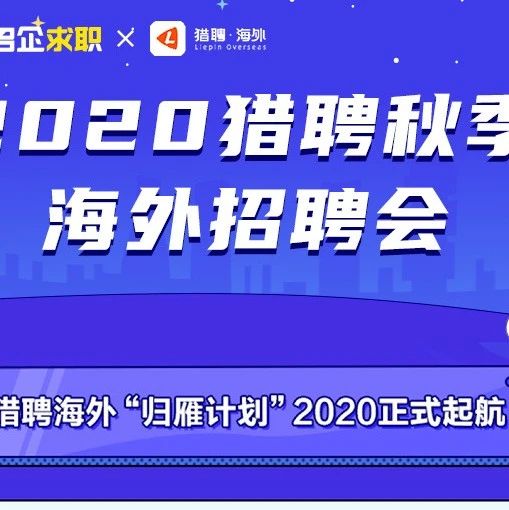 名企求职 × 猎聘·海外
Liepin Overseas
2020猎聘秋季
海外招聘会
猎聘海外“归雁计划”2020正式起航